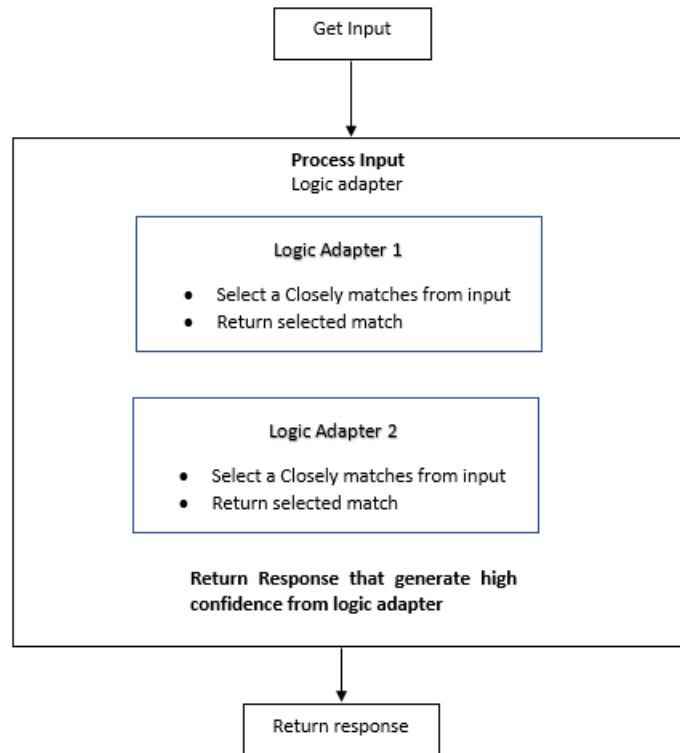 Get Input
Process Input
Logic adapter
Logic Adapter 1
• Select a Closely matches from input
• Return selected match
Logic Adapter 2
• Select a Closely matches from input
• Return selected match
Return Response that generate high
confidence from logic adapter
Return response